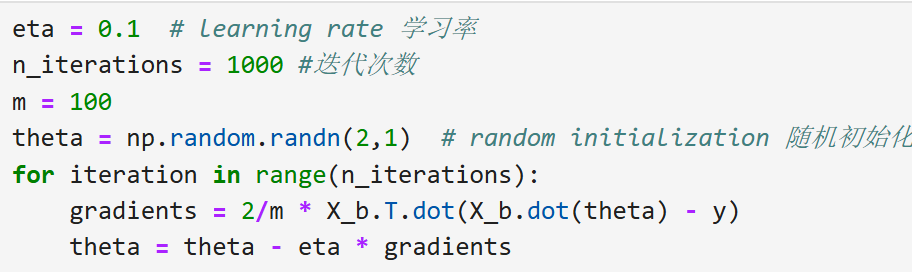 eta = 0.1  # learning rate 学习率
n_iterations = 1000 #迭代次数
m = 100
theta = np.random.randn(2,1)  # random initialization 随机初始化
for iteration in range(n_iterations):
    gradients = 2/m * X_b.T.dot(X_b.dot(theta) - y)
    theta = theta - eta * gradients